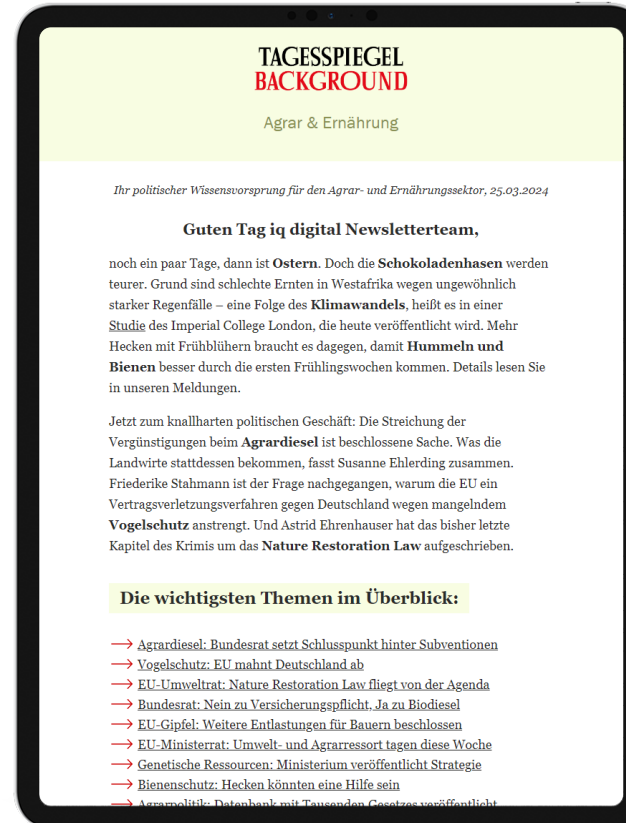 TAGESSPIEGEL
BACKGROUND
Agrar & Ernährung
Ihr politischer Wissensvorsprung für den Agrar- und Ernährungssektor, 25.03.2024
Guten Tag iq digital Newsletterteam,
noch ein paar Tage, dann ist Ostern. Doch die Schokoladenhasen werden
teurer. Grund sind schlechte Ernten in Westafrika wegen ungewöhnlich
starker Regenfälle – eine Folge des Klimawandels, heißt es in einer
Studie des Imperial College London, die heute veröffentlicht wird. Mehr
Hecken mit Frühblühern braucht es dagegen, damit Hummeln und
Bienen besser durch die ersten Frühlingswochen kommen. Details lesen Sie
in unseren Meldungen.
Jetzt zum knallharten politischen Geschäft: Die Streichung der
Vergünstigungen beim Agrardiesel ist beschlossene Sache. Was die
Landwirte stattdessen bekommen, fasst Susanne Ehlerding zusammen.
Friederike Stahmann ist der Frage nachgegangen, warum die EU ein
Vertragsverletzungsverfahren gegen Deutschland wegen mangelndem
Vogelschutz anstrengt. Und Astrid Ehrenhauser hat das bisher letzte
Kapitel des Krimis um das Nature Restoration Law aufgeschrieben.
Die wichtigsten Themen im Überblick:
Agrardiesel: Bundesrat setzt Schlusspunkt hinter Subventionen
Vogelschutz: EU mahnt Deutschland ab
EU-Umweltrat: Nature Restoration Law fliegt von der Agenda
Bundesrat: Nein zu Versicherungspflicht, Ja zu Biodiesel
EU-Gipfel: Weitere Entlastungen für Bauern beschlossen
EU-Ministerrat: Umwelt- und Agrarressort tagen diese Woche
Genetische Ressourcen: Ministerium veröffentlicht Strategie
Bienenschutz: Hecken könnten eine Hilfe sein
Agrarpolitik: Datenbank mit Tausenden Gesetzes veröffentlicht